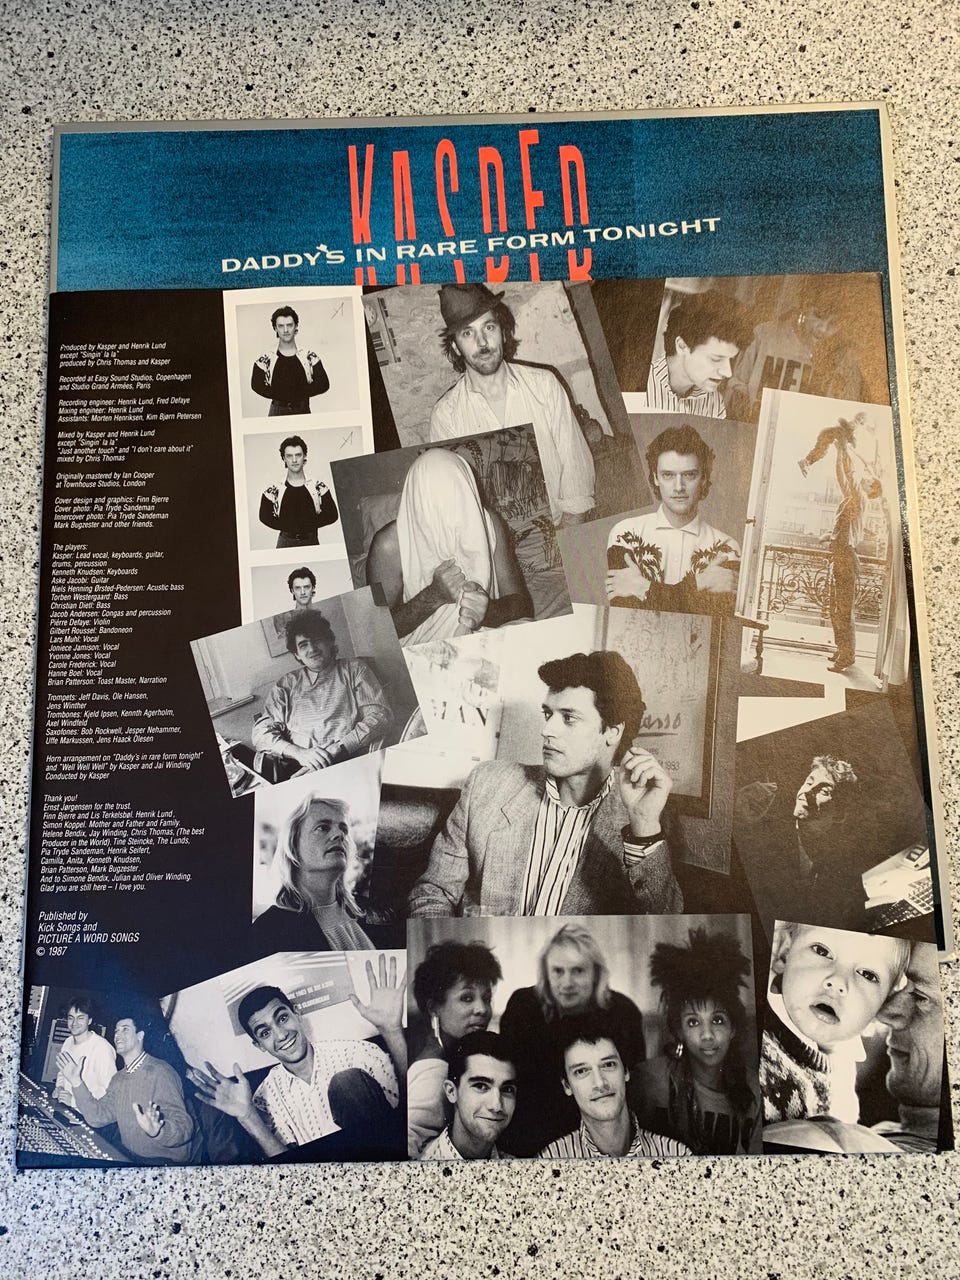 KASPER
DADDY'S IN RARE FORM TONIGHT
Produced by Kasper and Henrik Lund
except "Singin' la la"
produced by Chris Thomas and Kasper
Recorded at Easy Sound Studios, Copenhagen
and Studio Grand Armées, Paris
Recording engineer: Henrik Lund, Fred Defaye
Mixing engineer: Henrik Lund
Assistants: Morten Henriksen, Kim Bjørn Petersen
Mixed by Kasper and Henrik Lund
except "Singin' la la"
"Just another touch" and "I don't care about it"
mixed by Chris Thomas
Originally mastered by Ian Cooper
at Townhouse Studios, London
Cover design and graphics: Finn Bjerre
Cover photo: Pia Tryde Sandeman
Innercover photo: Pia Tryde Sandeman
Mark Bugzester and other friends.
The players:
Kasper: Lead vocal, keyboards, guitar,
drums, percussion
Kenneth Knudsen: Keyboards
Aske Jacobi: Guitar
Niels Henning Ørsted-Pedersen: Acustic bass
Torben Westergaard: Bass
Christian Dietl: Bass
Jacob Andersen: Congas and percussion
Piérre Defaye: Violin
Gilbert Roussel: Bandoneon
Lars Muhl: Vocal
Joniece Jamison: Vocal
Yvonne Jones: Vocal
Carole Frederick: Vocal
Hanne Boel: Vocal
Brian Patterson: Toast Master, Narration
Trompets: Jeff Davis, Ole Hansen,
Jens Winther
Trombones: Kjeld Ipsen, Kennth Agerholm,
Axel Windfeld
Saxofones: Bob Rockwell, Jesper Nehammer,
Uffe Markussen, Jens Haack Olesen
Horn arrangement on "Daddy's in rare form tonight"
and "Well Well Well" by Kasper and Jai Winding
Conducted by Kasper
Thank you!
Ernst Jørgensen for the trust.
Finn Bjerre and Lis Terkelsbøl. Henrik Lund,
Simon Koppel. Mother and Father and Family.
Helene Bendix, Jay Winding, Chris Thomas, (The best
Producer in the World). Tine Steincke, The Lunds,
Pia Tryde Sandeman, Henrik Seifert,
Camilla, Anita, Kenneth Knudsen,
Brian Patterson, Mark Bugzester.
And to Simone Bendix, Julian and Oliver Winding.
Glad you are still here – I love you.
Published by
Kick Songs and
PICTURE A WORD SONGS
© 1987